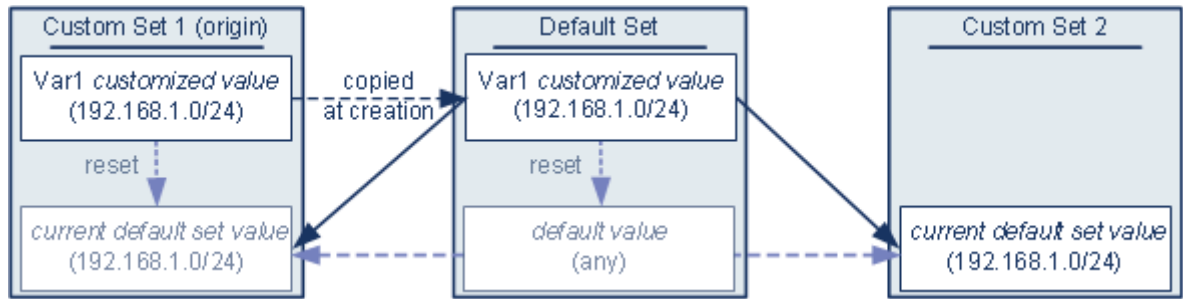 Custom Set 1 (origin)
Var1 customized value
(192.168.1.0/24)
reset
current default set value
(192.168.1.0/24)
copied
at creation
Default Set
Var1 customized value
(192.168.1.0/24)
reset
default value
(any)
Custom Set 2
current default set value
(192.168.1.0/24)